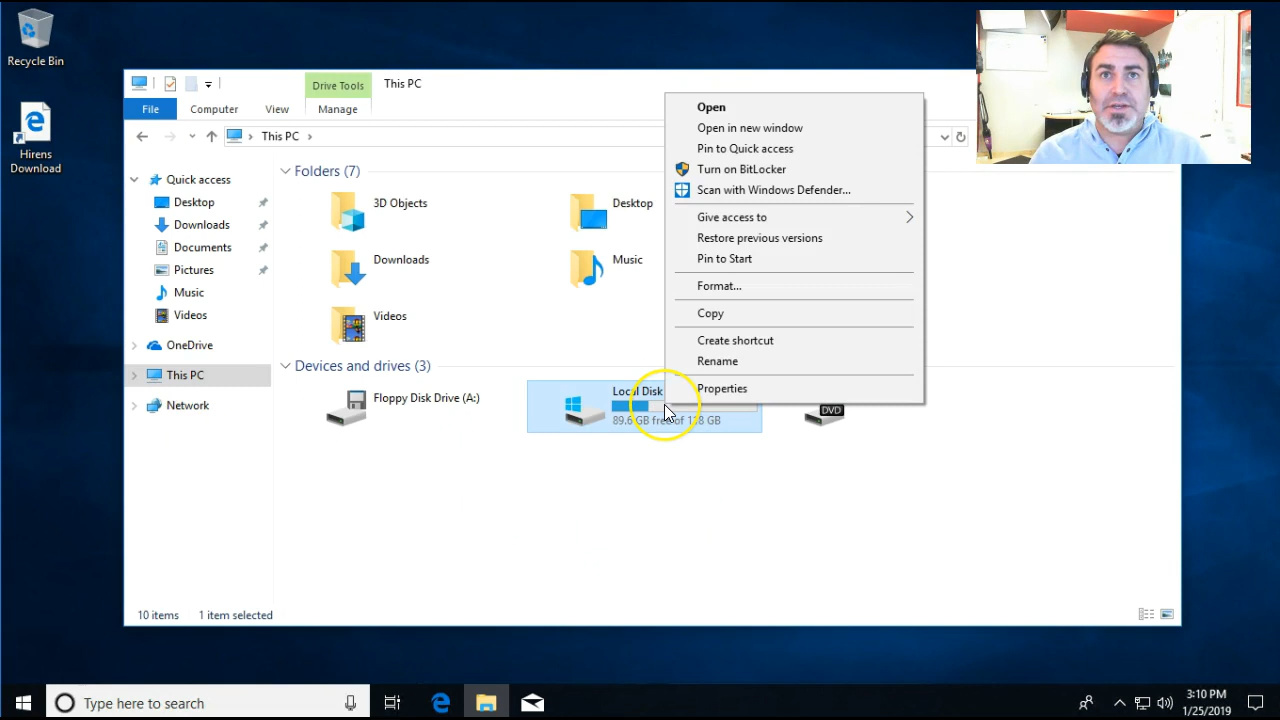 Recycle Bin
Hirens
Download
Drive Tools
This PC
File
Computer
View
Manage
This PC
Quick access
Desktop
Downloads
Documents
Pictures
Music
Videos
OneDrive
This PC
Network
Folders (7)
3D Objects
Desktop
Downloads
Music
Videos
Devices and drives (3)
Floppy Disk Drive (A:)
Local Disk
89.6 GB free of 118 GB
DVD
Open
Open in new window
Pin to Quick access
Turn on BitLocker
Scan with Windows Defender...
Give access to
Restore previous versions
Pin to Start
Format...
Copy
Create shortcut
Rename
Properties
10 items
1 item selected
Type here to search
3:10 PM
1/25/2019